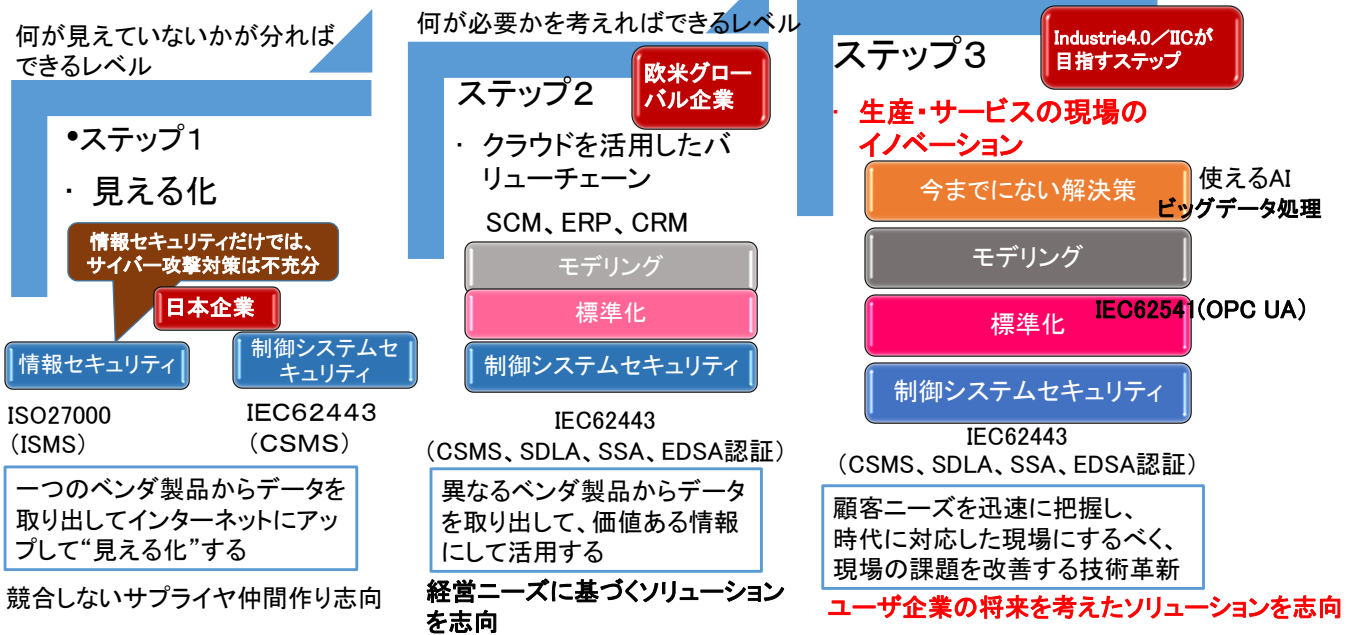 何が見えていないかが分れば
できるレベル
•ステップ1
・ 見える化
情報セキュリティだけでは、
サイバー攻撃対策は不充分
日本企業
情報セキュリティ
制御システムセ
キュリティ
ISO27000
(ISMS)
IEC62443
(CSMS)
一つのベンダ製品からデータを
取り出してインターネットにアッ
プして“見える化”する
競合しないサプライヤ仲間作り志向
何が必要かを考えればできるレベル
ステップ2
欧米グロー
バル企業
・ クラウドを活用したバ
リューチェーン
SCM、ERP、CRM
モデリング
標準化
制御システムセキュリティ
IEC62443
(CSMS、SDLA、SSA、EDSA認証)
異なるベンダ製品からデータ
を取り出して、価値ある情報
にして活用する
経営ニーズに基づくソリューション
を志向
ステップ3
Industrie4.0/IICが
目指すステップ
・ 生産・サービスの現場の
イノベーション
今までにない解決策
使えるAI
ビッグデータ処理
モデリング
標準化
IEC62541(OPC UA)
制御システムセキュリティ
IEC62443
(CSMS、SDLA、SSA、EDSA認証)
顧客ニーズを迅速に把握し、
時代に対応した現場にするべく、
現場の課題を改善する技術革新
ユーザ企業の将来を考えたソリューションを志向